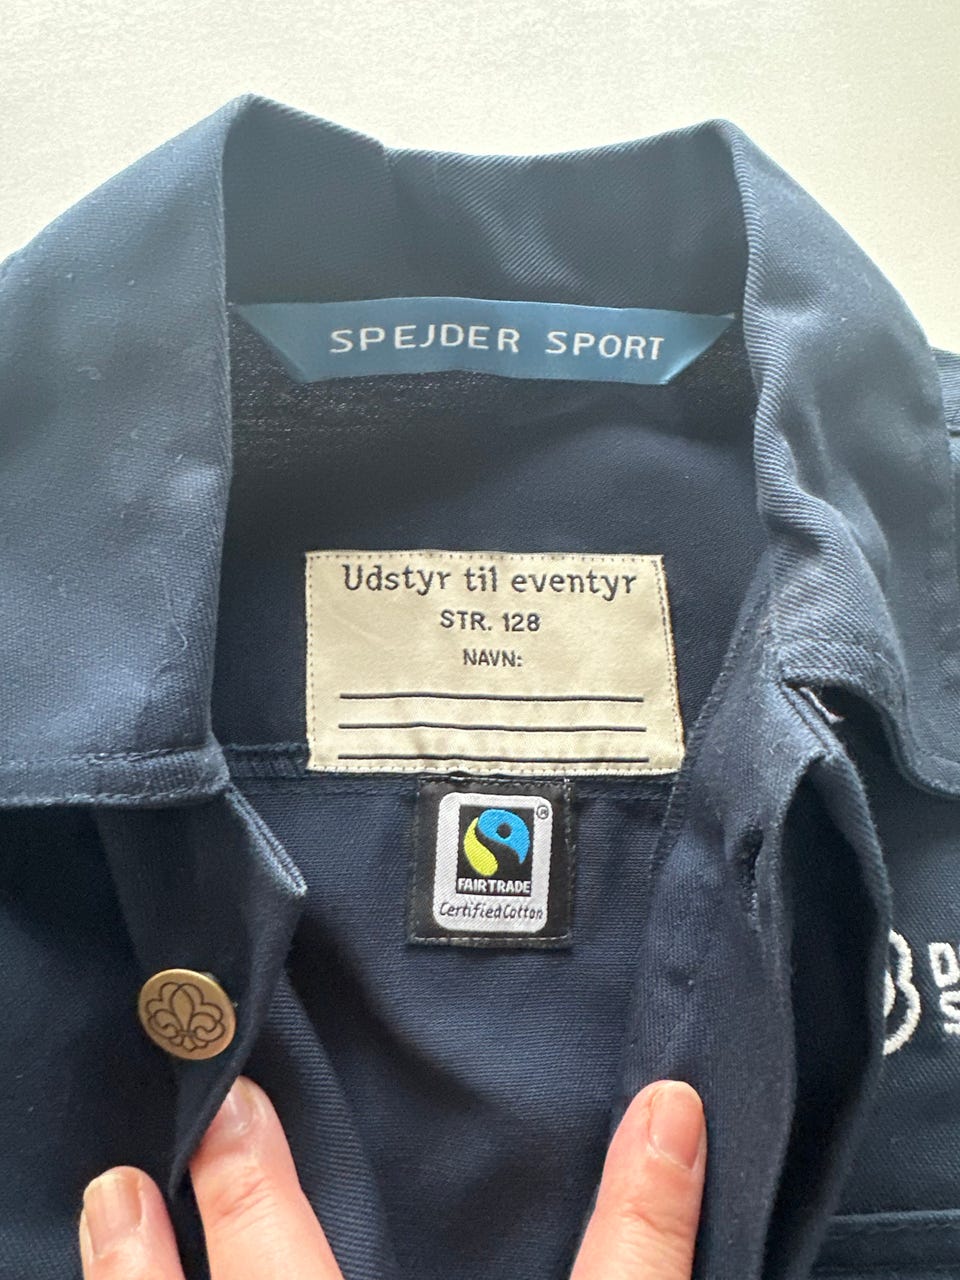 SPEJDER SPORT
Udstyr til eventyr
STR. 128
NAVN:
®
FAIRTRADE
Certified Cotton